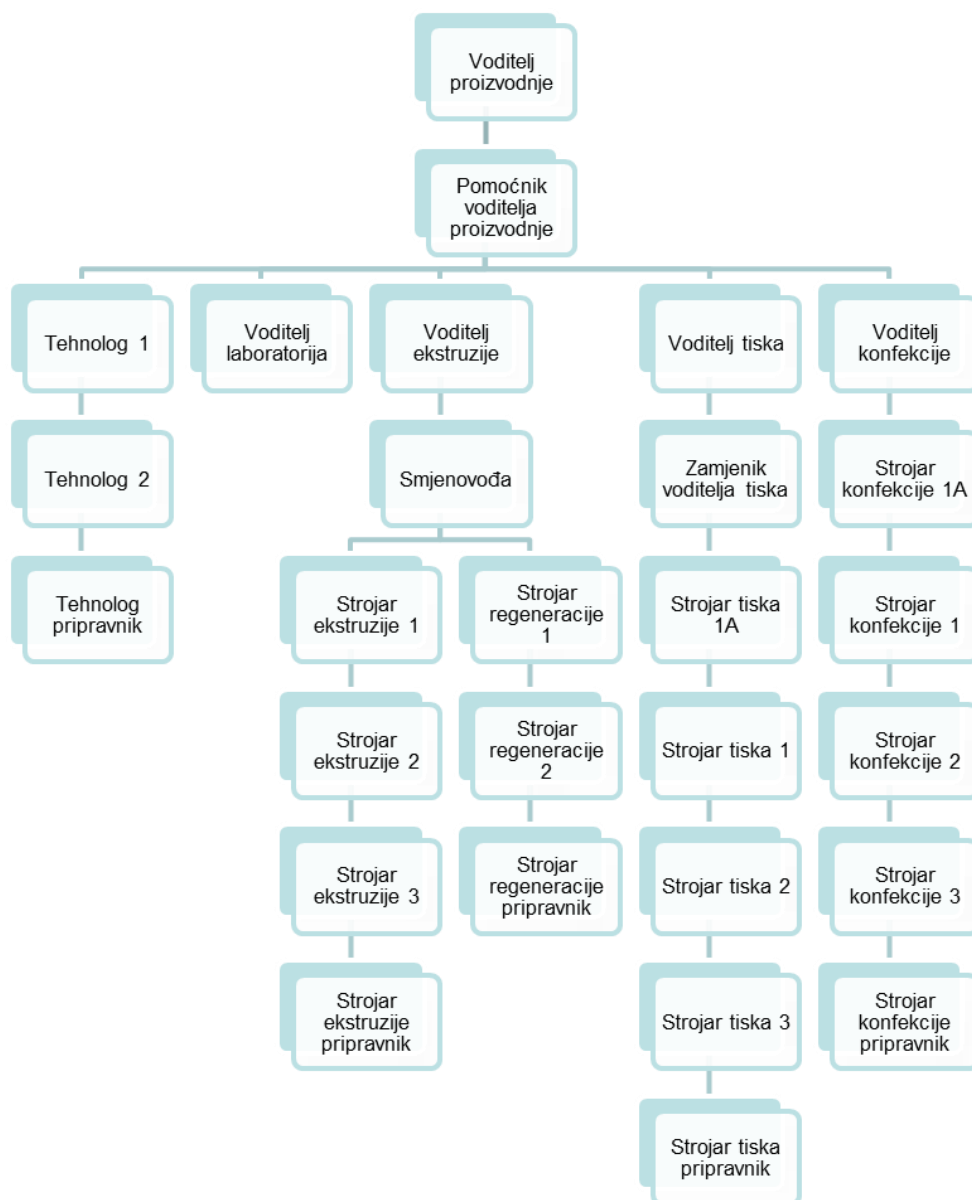 Voditelj
proizvodnje
Pomoćnik
voditelja
proizvodnje
Tehnolog 1
Voditelj
laboratorija
Voditelj
ekstruzije
Voditelj tiska
Voditelj
konfekcije
Tehnolog 2
Smjenovođa
Zamjenik
voditelja tiska
Strojar
konfekcije 1A
Tehnolog
pripravnik
Strojar
ekstruzije 1
Strojar
regeneracije
1
Strojar tiska
1A
Strojar
konfekcije 1
Strojar
ekstruzije 2
Strojar
regeneracije
2
Strojar tiska 1
Strojar
konfekcije 2
Strojar
ekstruzije 3
Strojar
regeneracije
pripravnik
Strojar tiska 2
Strojar
konfekcije 3
Strojar
ekstruzije
pripravnik
Strojar tiska 3
Strojar
konfekcije
pripravnik
Strojar tiska
pripravnik